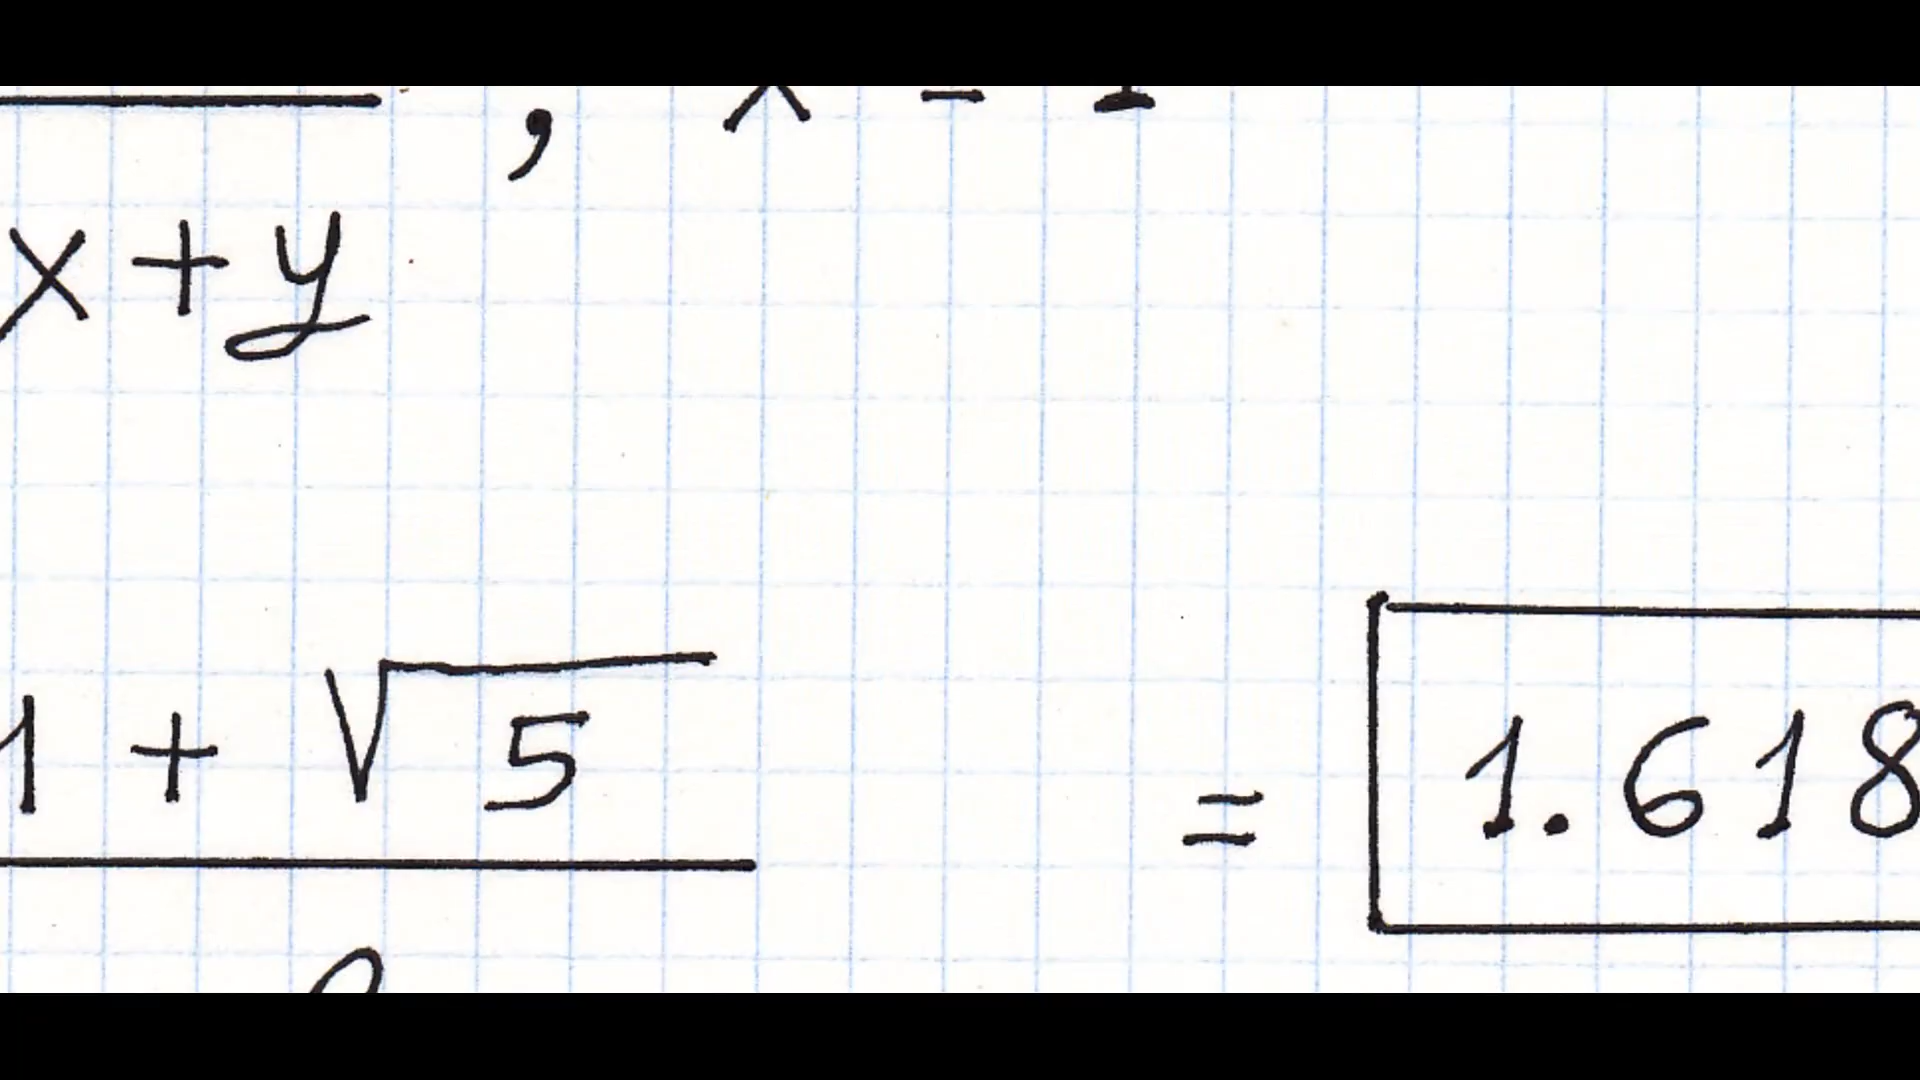 , x = 1
x + y
1 + √5 = 1.618